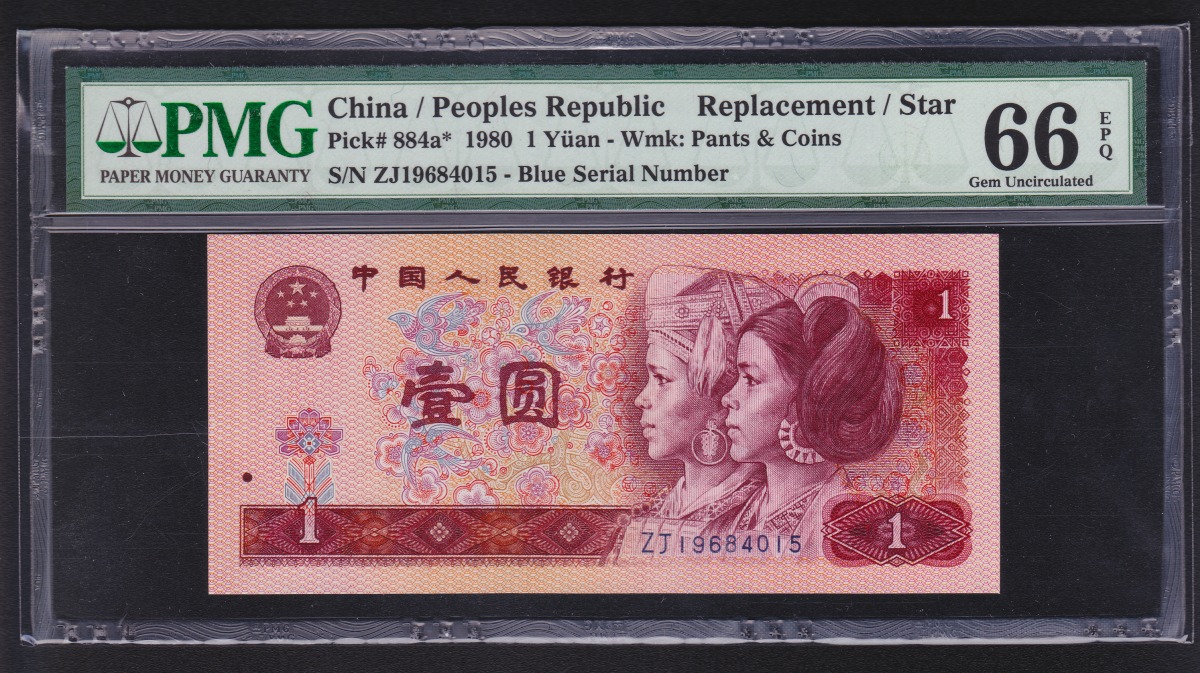 PMG
PAPER MONEY GUARANTY
China / Peoples Republic Replacement / Star
Pick# 884a* 1980 1 Yüan - Wmk: Pants & Coins
S/N ZJ19684015 - Blue Serial Number
66 EPQ
Gem Uncirculated
中国人民银行
1
壹圆
1
ZJ19684015
1
PMG